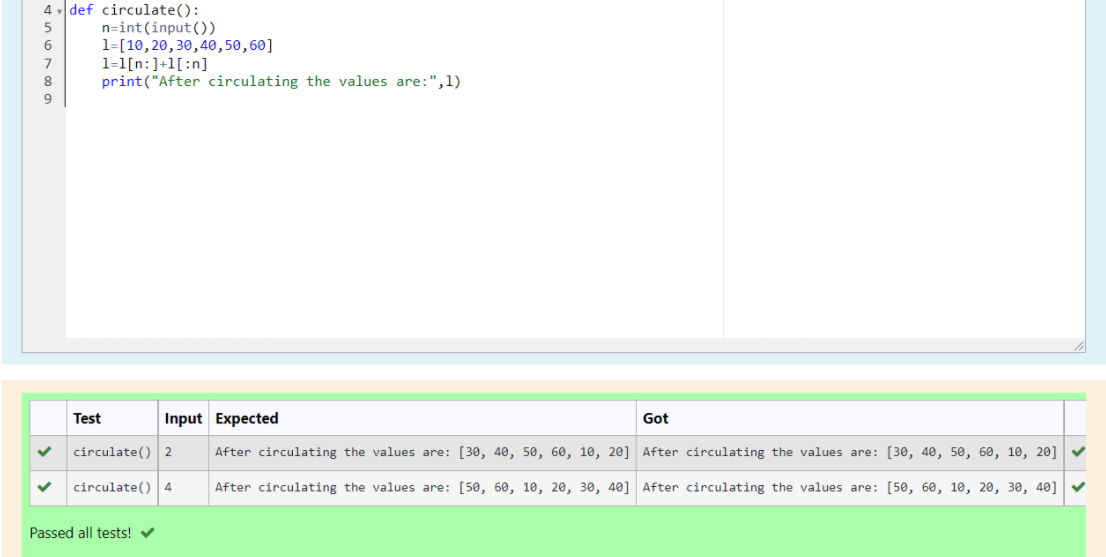 4 def circulate():
5 n=int(input())
6 l=[10,20,30,40,50,60]
7 l=l[n:]+l[:n]
8 print("After circulating the values are:",l)
9
Test Input Expected Got
circulate() 2 After circulating the values are: [30, 40, 50, 60, 10, 20] After circulating the values are: [30, 40, 50, 60, 10, 20]
circulate() 4 After circulating the values are: [50, 60, 10, 20, 30, 40] After circulating the values are: [50, 60, 10, 20, 30, 40]
Passed all tests!